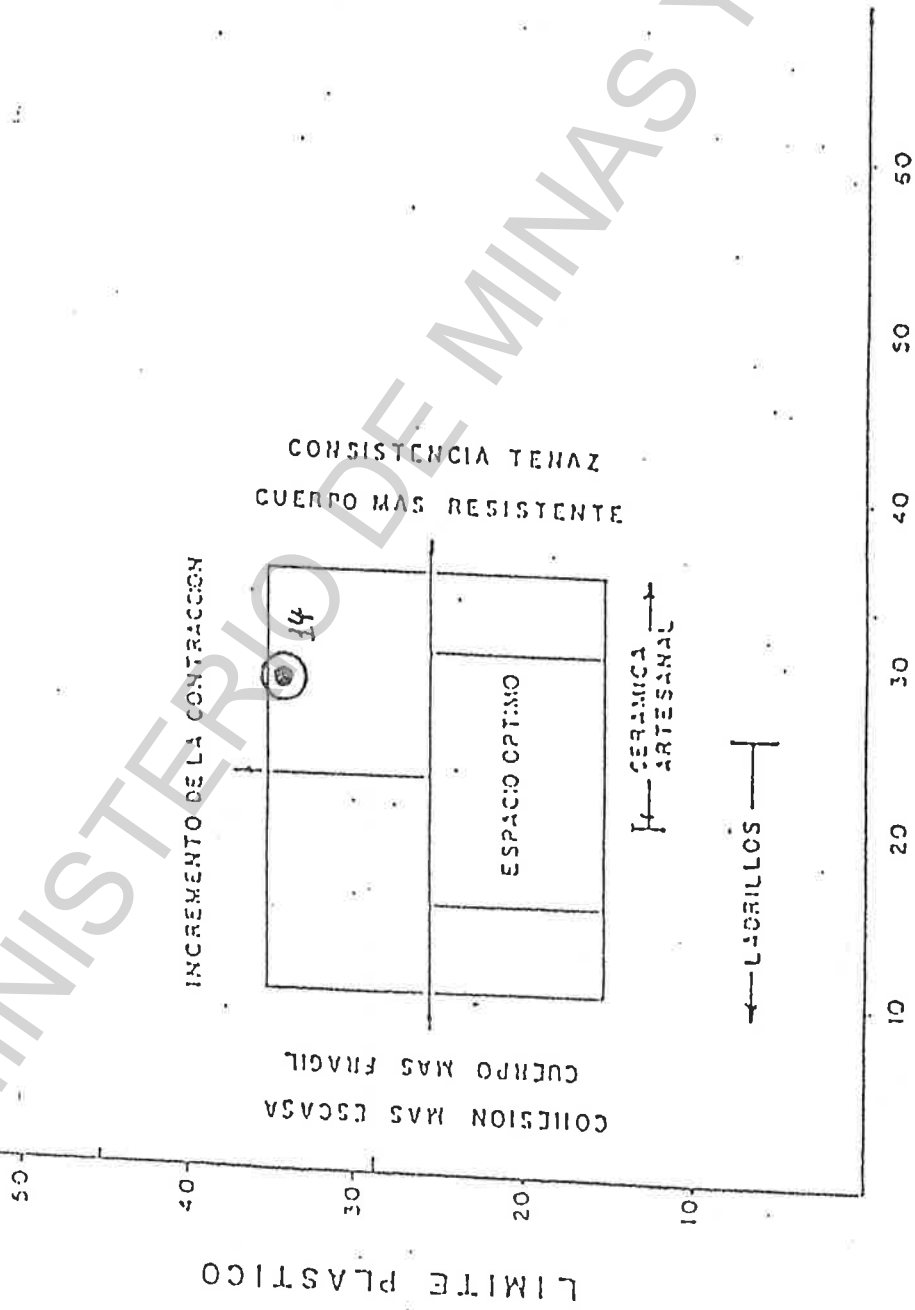 MINISTERIO DE MINAS Y
INCREMENTO DE LA CONTRACCION
CONSISTENCIA TENAZ
CUERPO MAS RESISTENTE
14
ESPACIO OPTIMO
COHESION MAS ESCASA
CUERPO MAS FRAGIL
CERAMICA
ARTESANAL
LADRILLOS
LIMITE PLASTICO
50
40
30
20
10
10
20
30
40
50
50